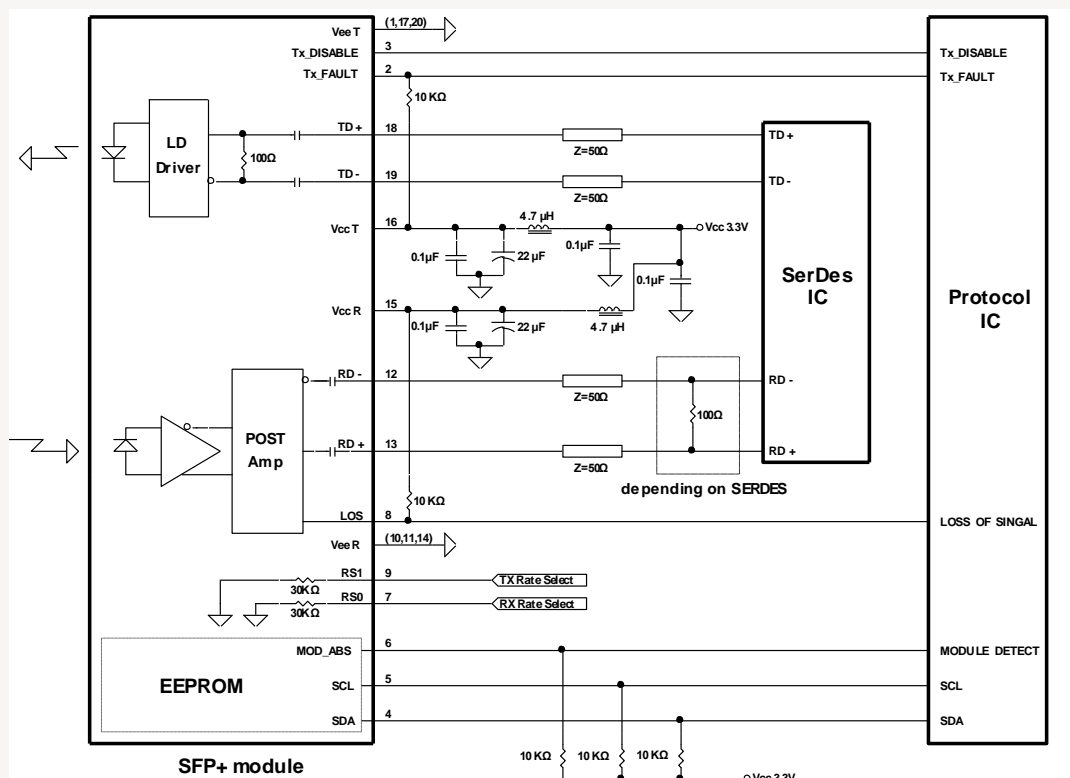 VeeT (1,17,20)
Tx_DISABLE 3 Tx_DISABLE
Tx_FAULT 2 Tx_FAULT
10 KΩ
LD
Driver
100Ω
TD + 18 Z=50Ω TD +
TD - 19 Z=50Ω TD -
VccT 16 4.7 µH Vcc 3.3V
0.1µF 22 µF 0.1µF
0.1µF
SerDes
IC
Protocol
IC
VccR 15
0.1µF 22 µF 4.7 µH
RD - 12 Z=50Ω RD -
100Ω
POST
Amp
RD + 13 Z=50Ω RD +
depending on SERDES
10 KΩ
LOS 8 LOSS OF SINGAL
VeeR (10,11,14)
RS1 9 TX Rate Select
30KΩ
RS0 7 RX Rate Select
30KΩ
MOD_ABS 6 MODULE DETECT
EEPROM
SCL 5 SCL
SDA 4 SDA
10 KΩ 10 KΩ 10 KΩ
SFP+ module